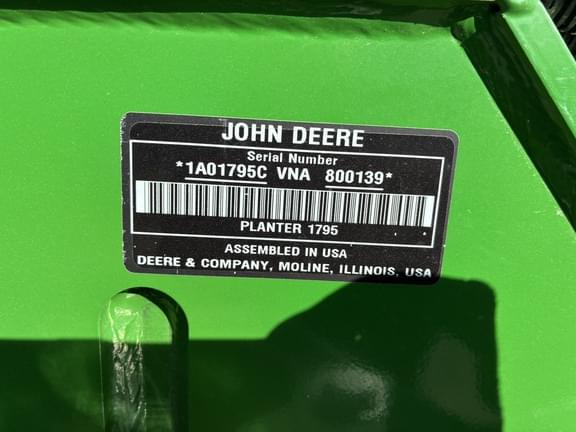 JOHN DEERE
Serial Number
*1A01795C VNA 800139*
PLANTER 1795
ASSEMBLED IN USA
DEERE & COMPANY, MOLINE, ILLINOIS, USA